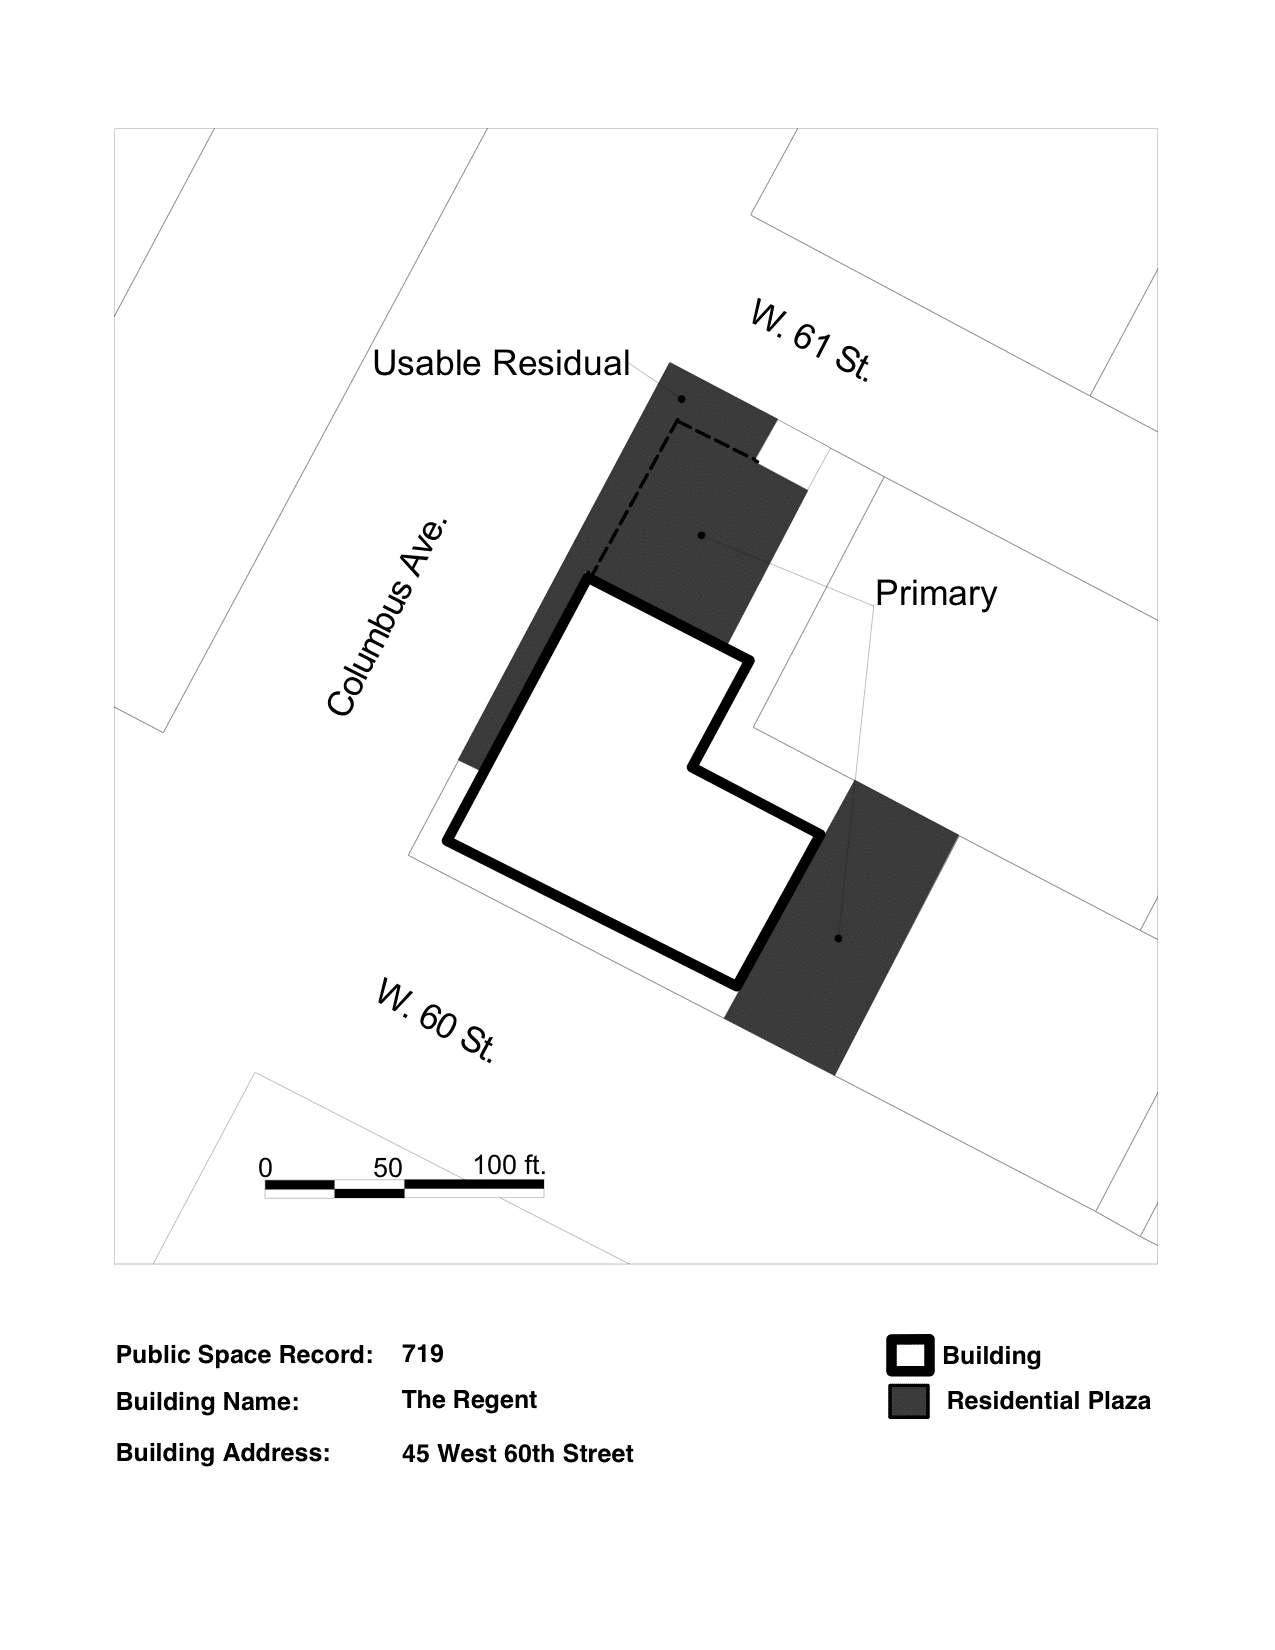 W. 61 St.
Usable Residual
Columbus Ave.
Primary
W. 60 St.
0 50 100 ft.
Public Space Record: 719
Building Name: The Regent
Building Address: 45 West 60th Street
Building
Residential Plaza